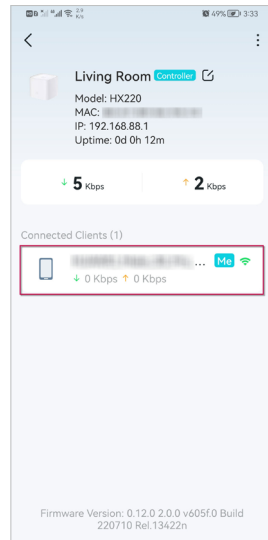 2.9 K/s 49% 3:33
Living Room Controller
Model: HX220
MAC:
IP: 192.168.88.1
Uptime: 0d 0h 12m
↓ 5 Kbps ↑ 2 Kbps
Connected Clients (1)
... Me
↓ 0 Kbps ↑ 0 Kbps
Firmware Version: 0.12.0 2.0.0 v605f.0 Build
220710 Rel.13422n